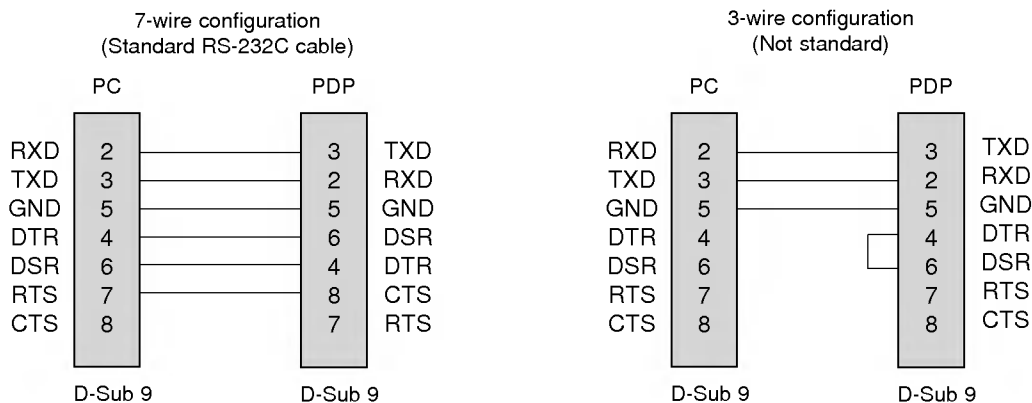 7-wire configuration
(Standard RS-232C cable)
PC PDP
RXD 2 3 TXD
TXD 3 2 RXD
GND 5 5 GND
DTR 4 6 DSR
DSR 6 4 DTR
RTS 7 8 CTS
CTS 8 7 RTS
D-Sub 9 D-Sub 9
3-wire configuration
(Not standard)
PC PDP
RXD 2 3 TXD
TXD 3 2 RXD
GND 5 5 GND
DTR 4 4 DTR
DSR 6 6 DSR
RTS 7 7 RTS
CTS 8 8 CTS
D-Sub 9 D-Sub 9